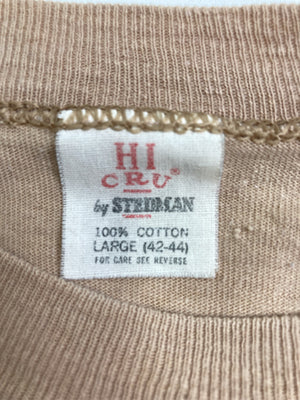 HI
CRU®
by STEDMAN
100% COTTON
LARGE (42-44)
FOR CARE SEE REVERSE